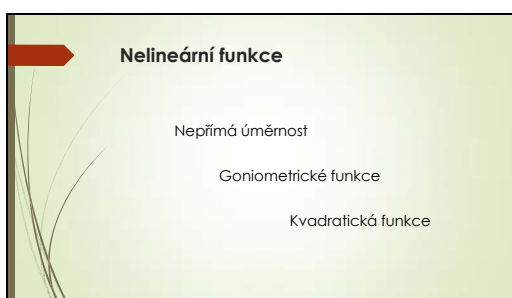 Nelineární funkce
Nepřímá úměrnost
Goniometrické funkce
Kvadratická funkce